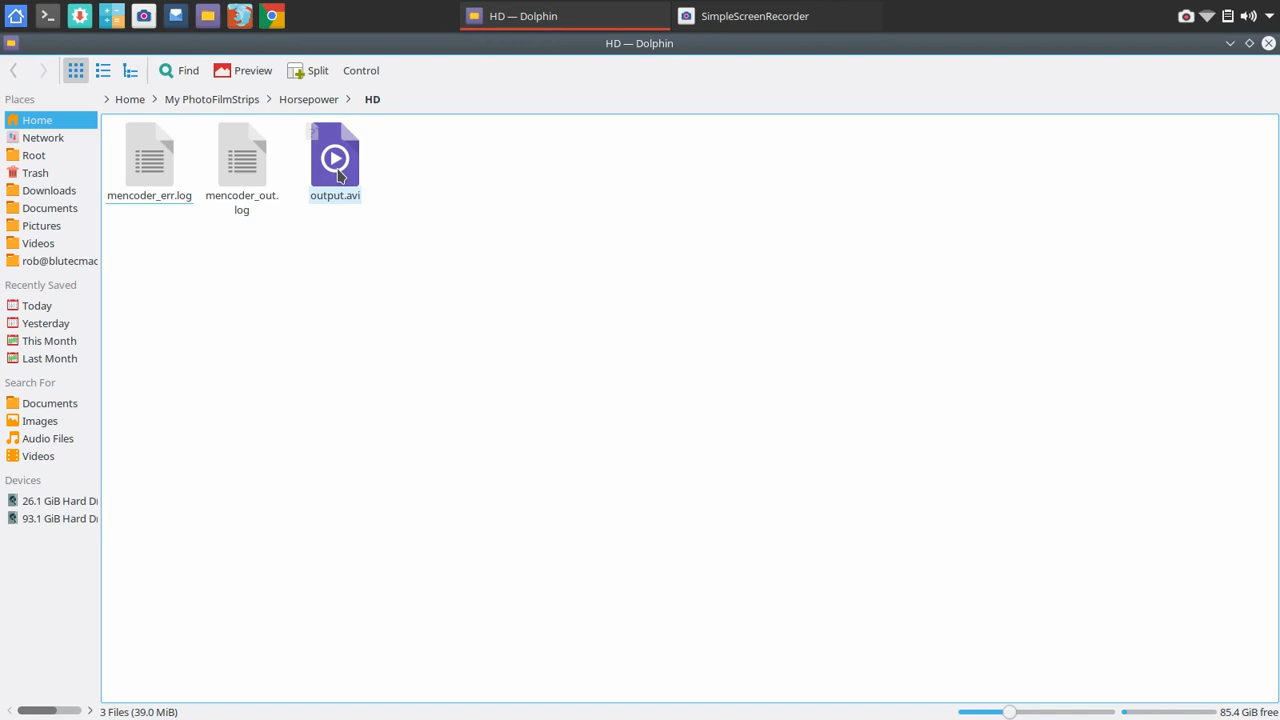 HD — Dolphin
SimpleScreenRecorder
HD — Dolphin
Find
Preview
Split
Control
Places
Home
My PhotoFilmStrips
Horsepower
HD
Home
Network
Root
Trash
Downloads
Documents
Pictures
Videos
rob@blutecmac
Recently Saved
Today
Yesterday
This Month
Last Month
Search For
Documents
Images
Audio Files
Videos
Devices
26.1 GiB Hard Dr
93.1 GiB Hard Dr
mencoder_err.log
mencoder_out.
log
output.avi
3 Files (39.0 MiB)
85.4 GiB free